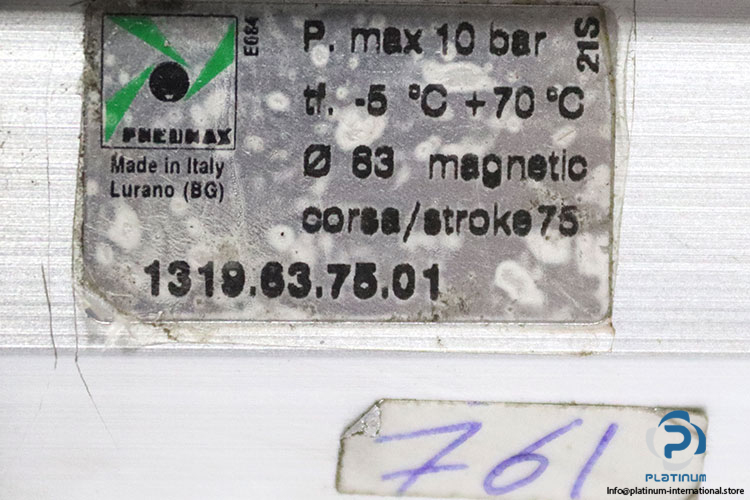 PNEUMAX
E084
Made in Italy
Lurano (BG)
P. max 10 bar
tf. -5 °C +70 °C
Ø 63 magnetic
corsa/stroke 75
21S
1319.63.75.01
761
PLATINUM
Info@platinum-international.store